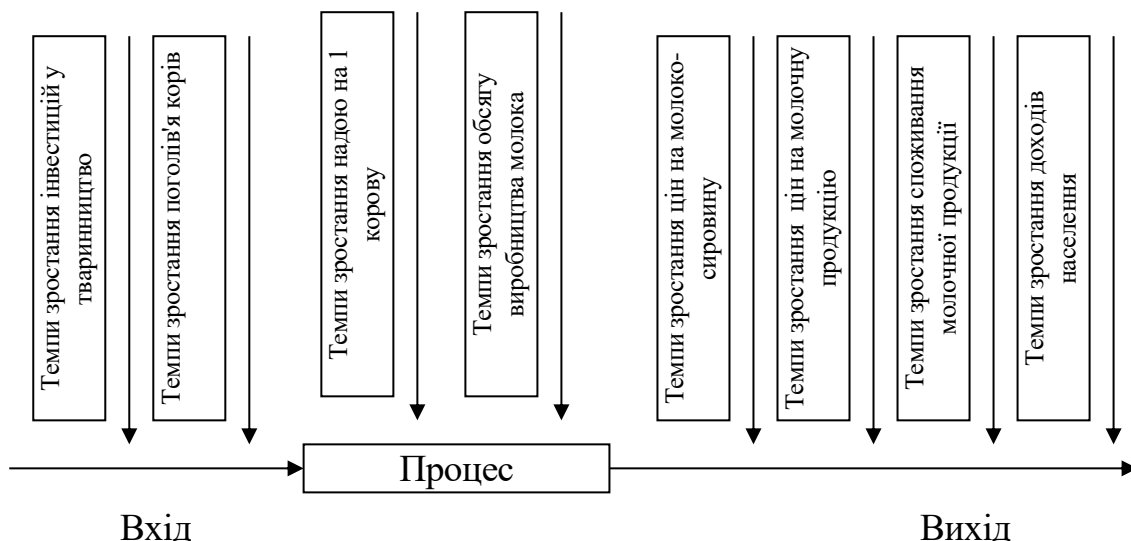 Темпи зростання інвестицій у
тваринництво
Темпи зростання поголів'я корів
Темпи зростання надою на 1
корову
Темпи зростання обсягу
виробництва молока
Темпи зростання цін на молоко-
сировину
Темпи зростання цін на молочну
продукцію
Темпи зростання споживання
молочної продукції
Темпи зростання доходів
населення
Процес
Вхід
Вихід